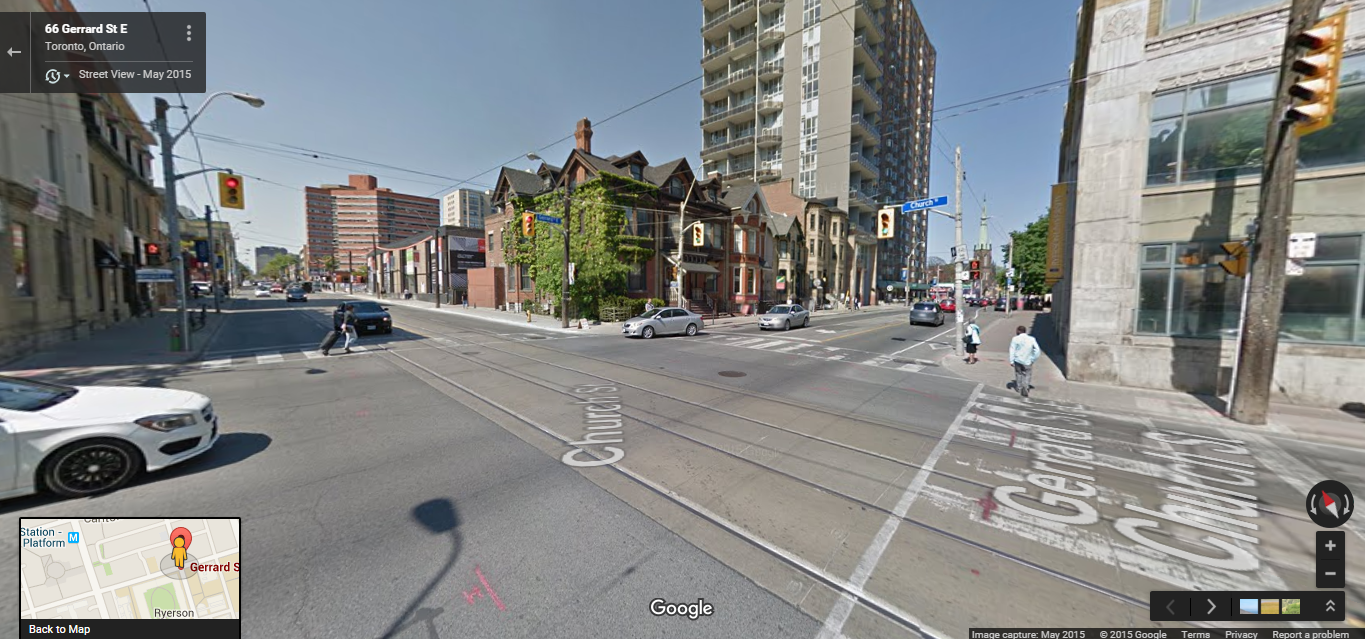 66 Gerrard St E
Toronto, Ontario
Street View - May 2015
Church
Church St
Gerrard St E
Church St
Station -
Platform
M
Gerrard S
Ryerson
Back to Map
Google
Image capture: May 2015 © 2015 Google Terms Privacy Report a problem